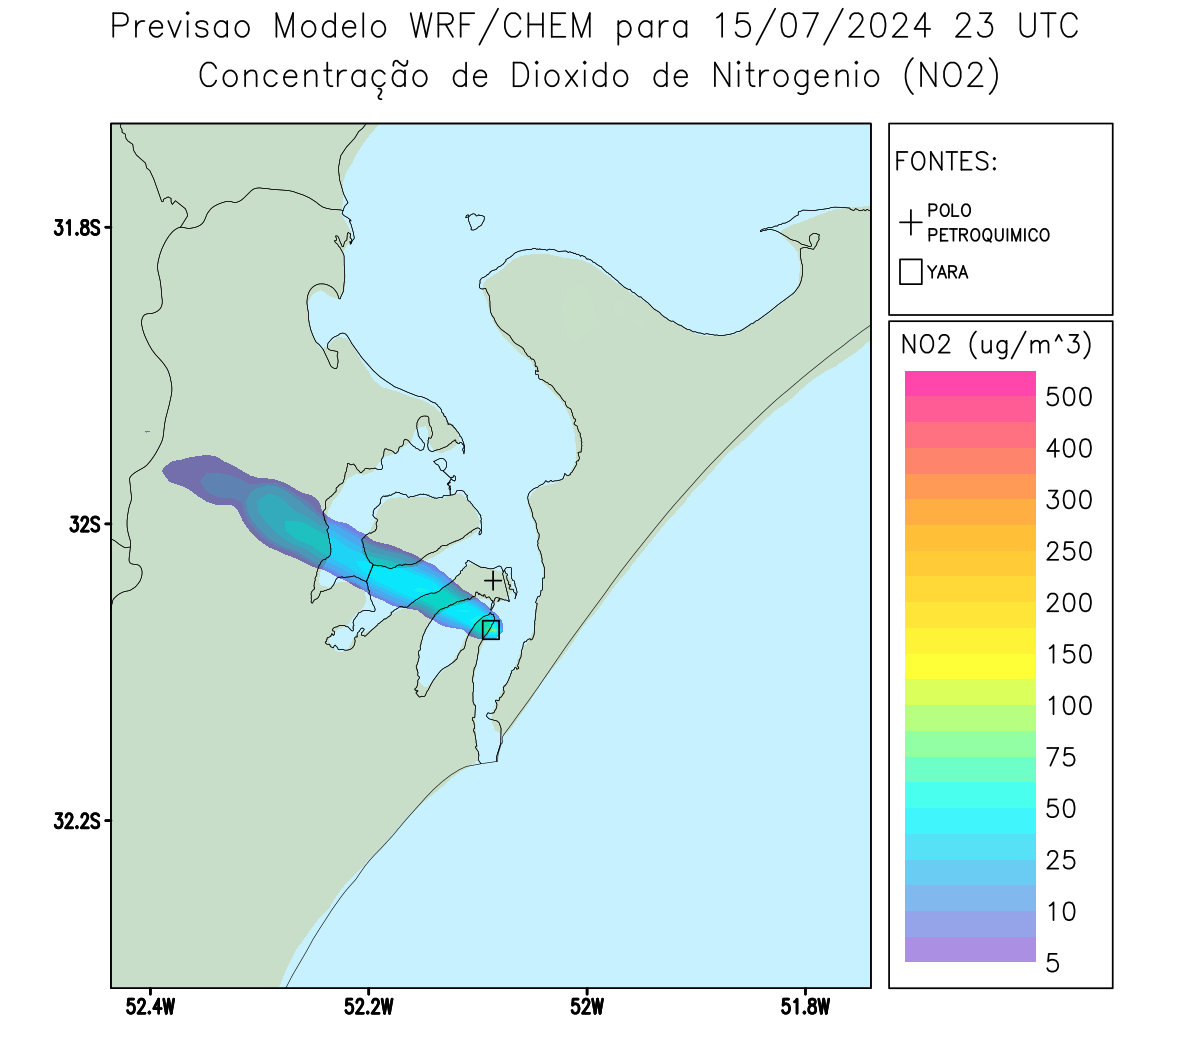 Previsao Modelo WRF/CHEM para 15/07/2024 23 UTC
Concentração de Dioxido de Nitrogenio (NO2)
FONTES:
POLO
PETROQUIMICO
YARA
NO2 (ug/m^3)
500
400
300
250
200
150
100
75
50
25
10
5
31.8S
32S
32.2S
52.4W
52.2W
52W
51.8W